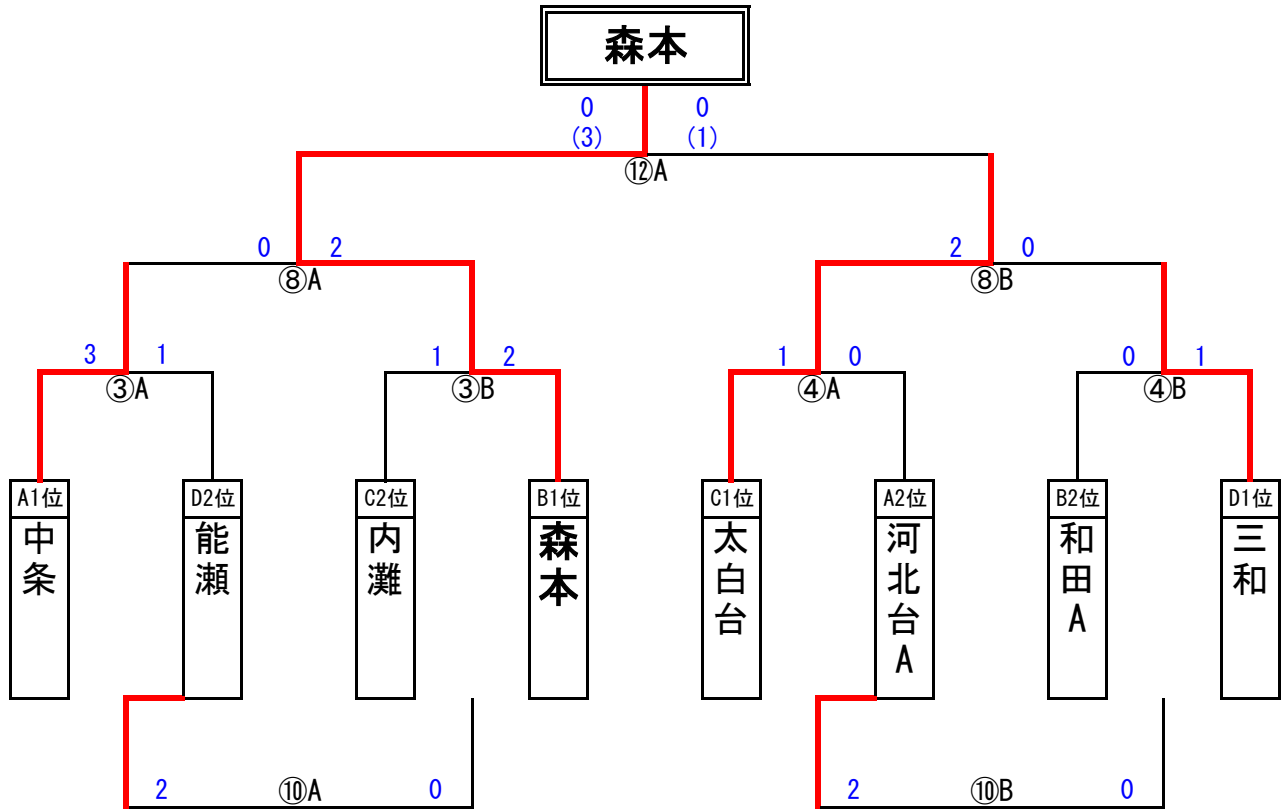 森本
0 0
(3) (1)
⑫A
0 2 2 0
⑧A ⑧B
3 1 1 2 1 0 0 1
③A ③B ④A ④B
A1位 D2位 C2位 B1位 C1位 A2位 B2位 D1位
中条 能瀬 内灘 森本 太白台 河北台A 和田A 三和
2 ⑩A 0 2 ⑩B 0